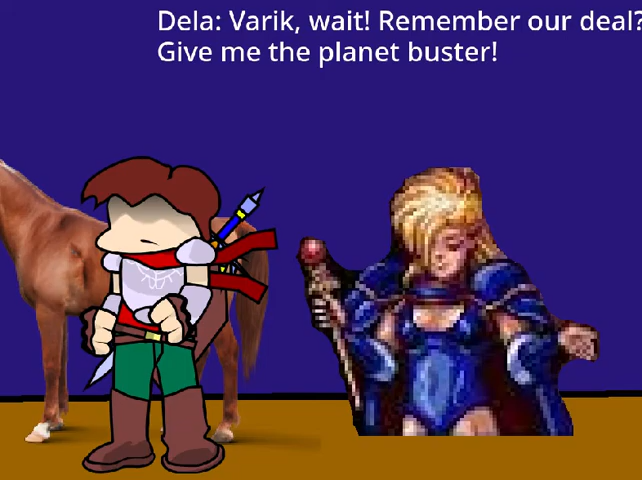 Dela: Varik, wait! Remember our deal?
Give me the planet buster!